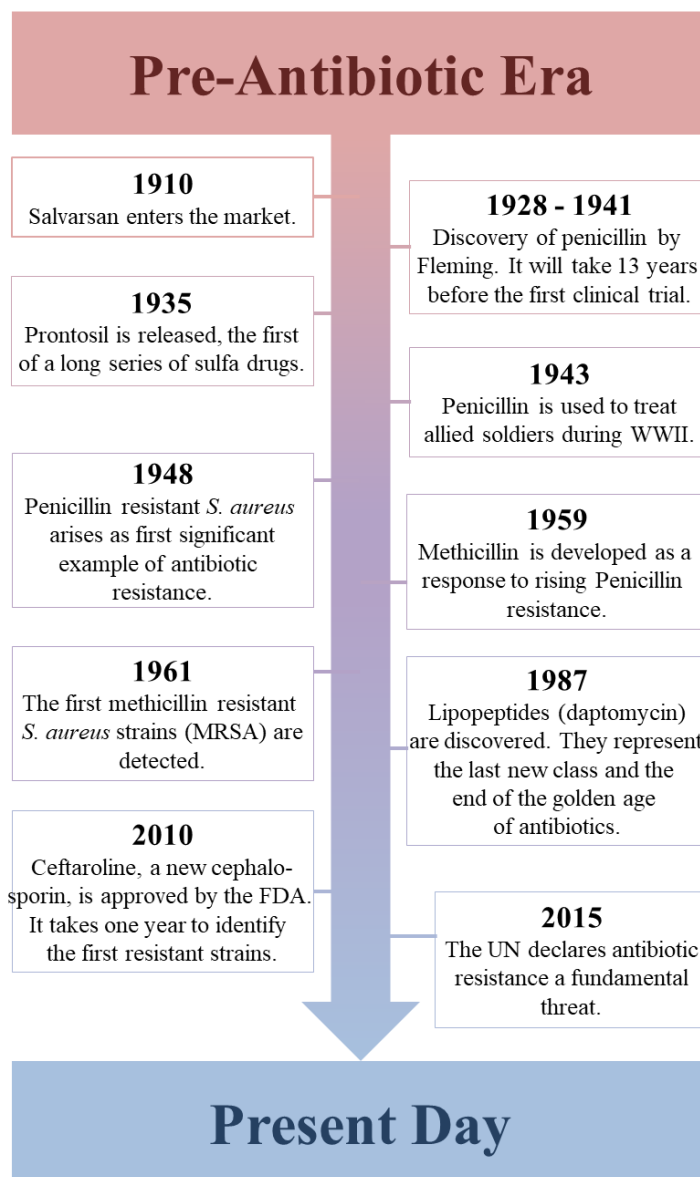 Pre-Antibiotic Era
1910
Salvarsan enters the market.
1928 - 1941
Discovery of penicillin by
Fleming. It will take 13 years
before the first clinical trial.
1935
Prontosil is released, the first
of a long series of sulfa drugs.
1943
Penicillin is used to treat
allied soldiers during WWII.
1948
Penicillin resistant S. aureus
arises as first significant
example of antibiotic
resistance.
1959
Methicillin is developed as a
response to rising Penicillin
resistance.
1961
The first methicillin resistant
S. aureus strains (MRSA) are
detected.
1987
Lipopeptides (daptomycin)
are discovered. They represent
the last new class and the
end of the golden age
of antibiotics.
2010
Ceftaroline, a new cephalo-
sporin, is approved by the FDA.
It takes one year to identify
the first resistant strains.
2015
The UN declares antibiotic
resistance a fundamental
threat.
Present Day